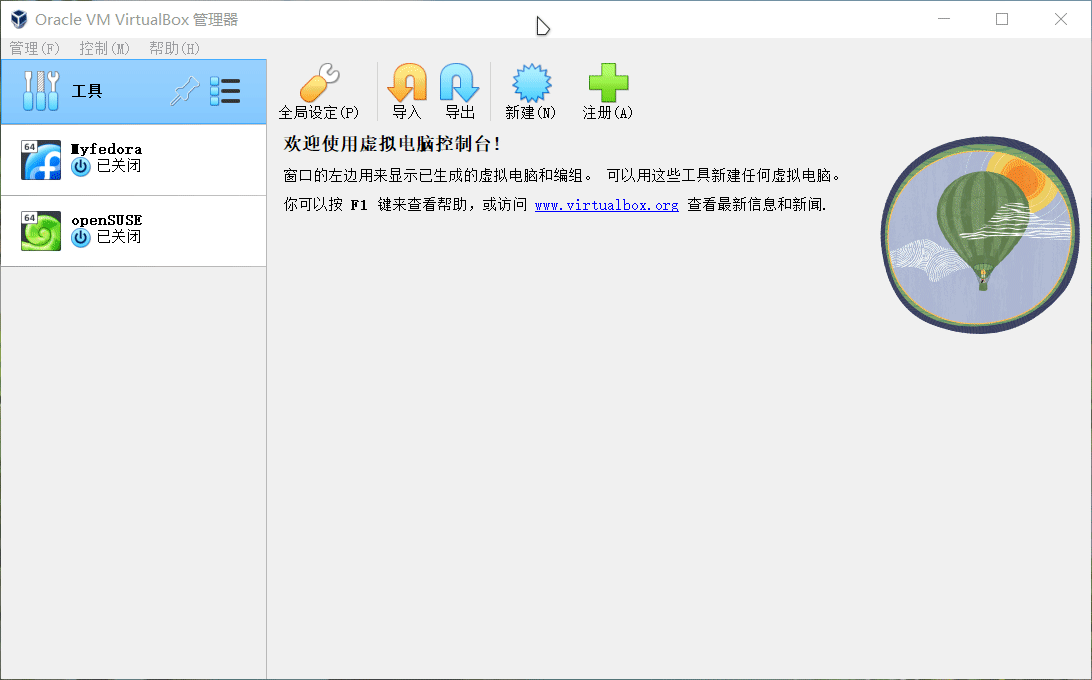 Oracle VM VirtualBox 管理器
管理(F) 控制(M) 帮助(H)
工具
全局设定(P) 导入 导出 新建(N) 注册(A)
64 Myfedora
已关闭
64 openSUSE
已关闭
欢迎使用虚拟电脑控制台!
窗口的左边用来显示已生成的虚拟电脑和编组。 可以用这些工具新建任何虚拟电脑。
你可以按 F1 键来查看帮助，或访问 www.virtualbox.org 查看最新信息和新闻.